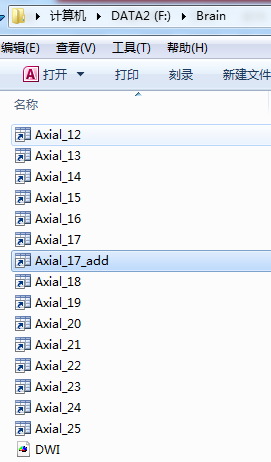 计算机 DATA2 (F:) Brain
编辑(E) 查看(V) 工具(T) 帮助(H)
打开 打印 刻录 新建文件
名称
Axial_12
Axial_13
Axial_14
Axial_15
Axial_16
Axial_17
Axial_17_add
Axial_18
Axial_19
Axial_20
Axial_21
Axial_22
Axial_23
Axial_24
Axial_25
DWI